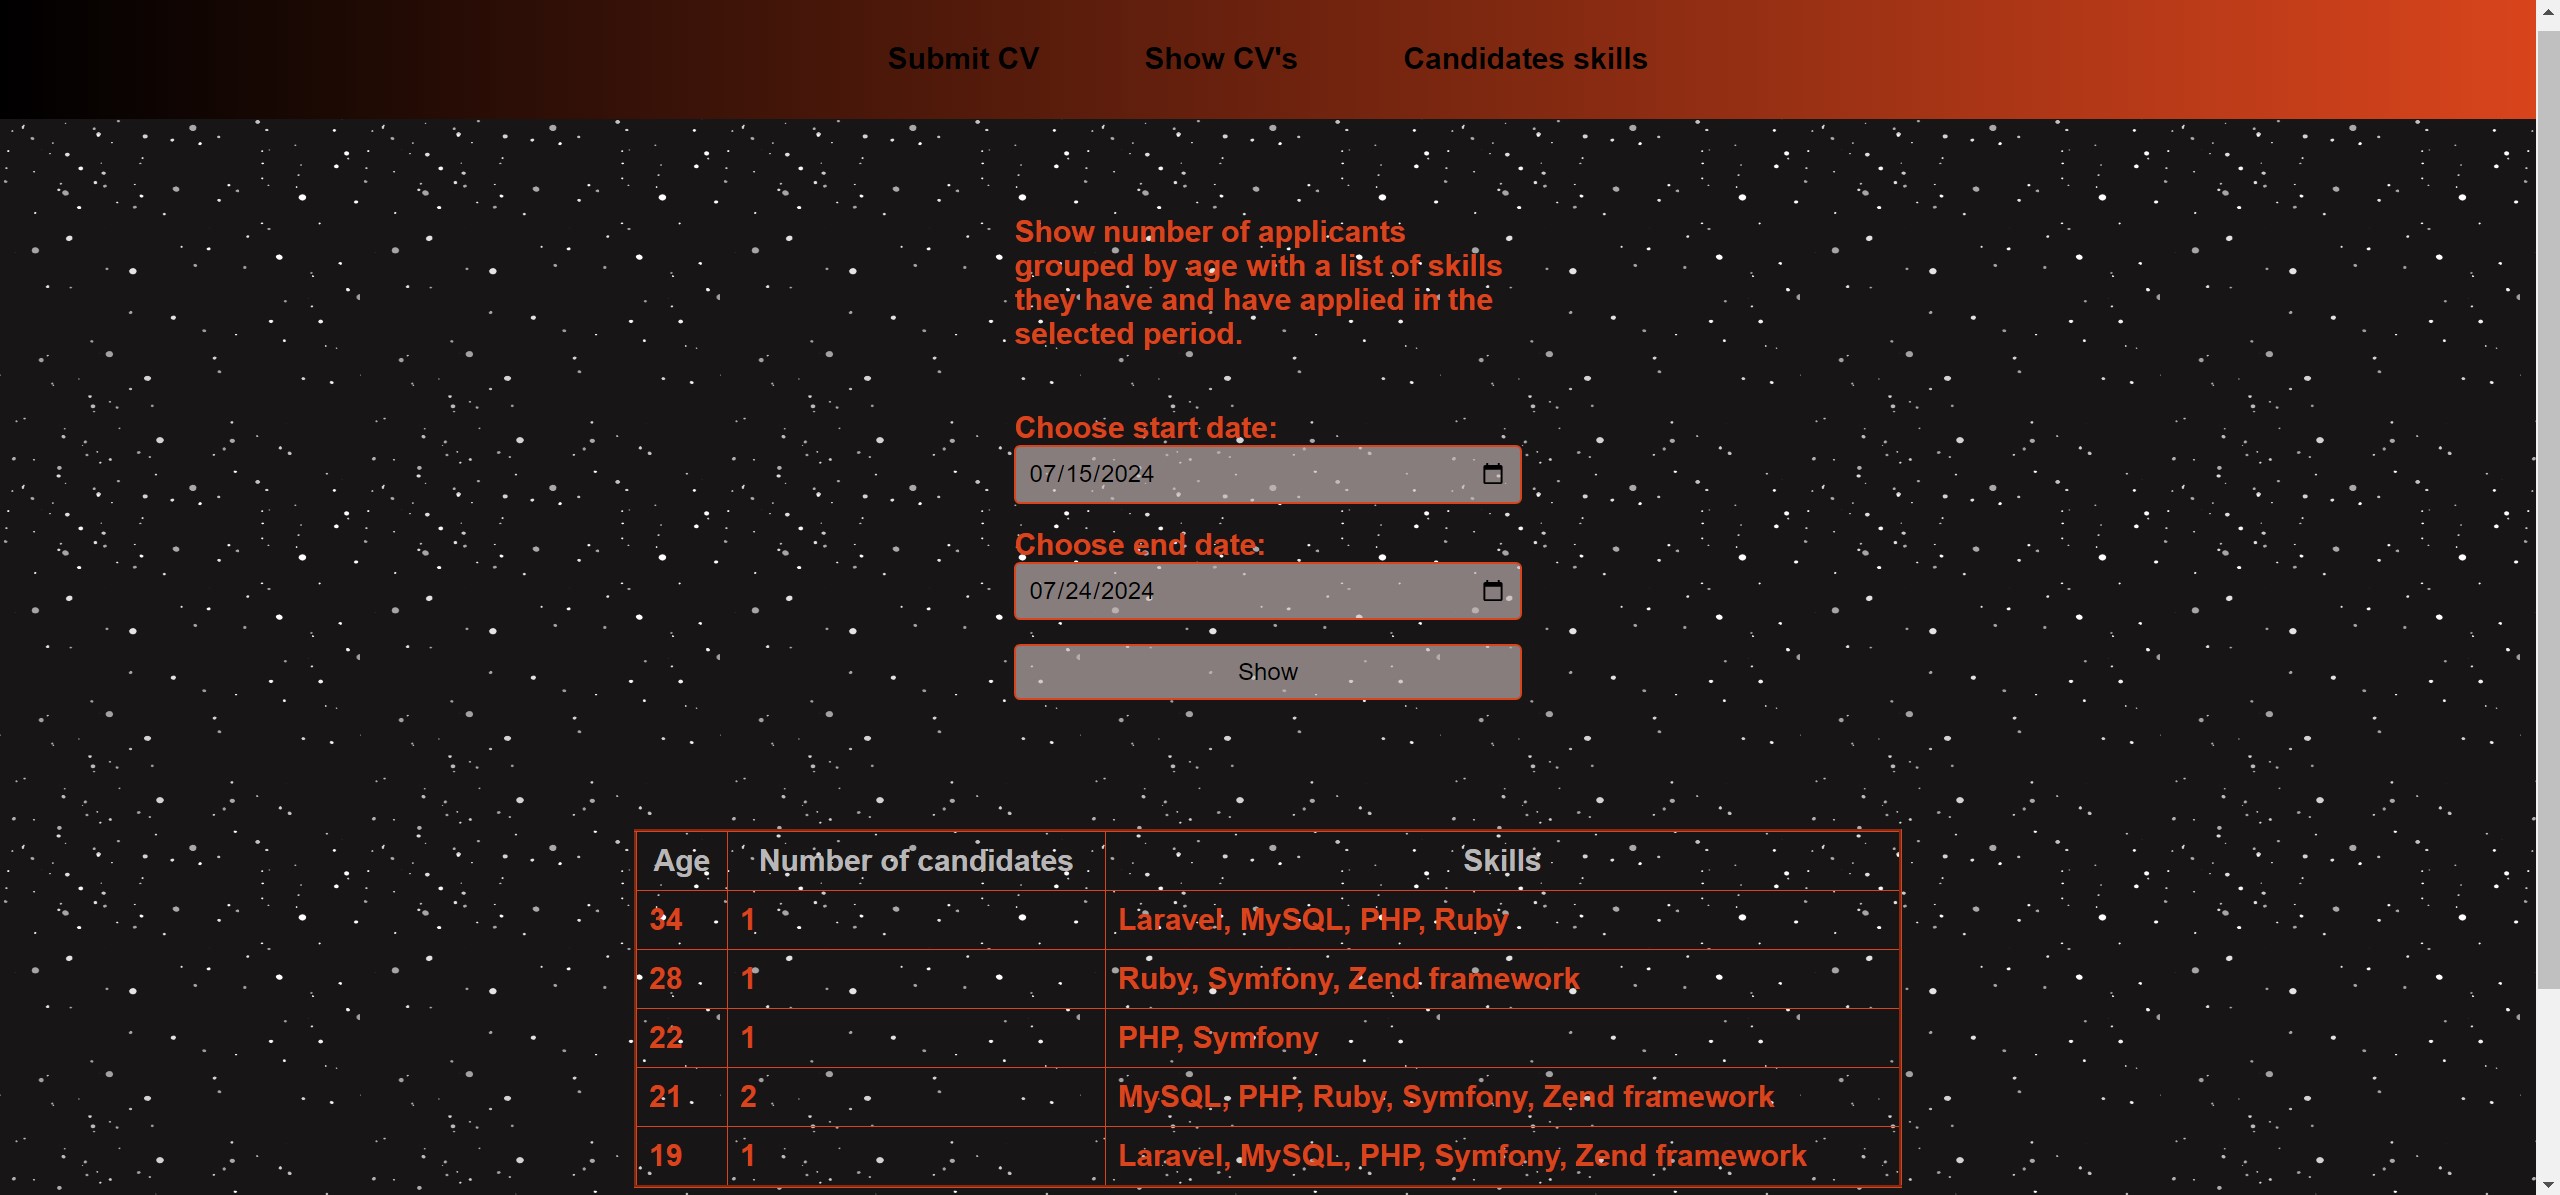 Submit CV Show CV's Candidates skills
Show number of applicants
grouped by age with a list of skills
they have and have applied in the
selected period.
Choose start date:
07/15/2024
Choose end date:
07/24/2024
Show
Age Number of candidates Skills
34 1 Laravel, MySQL, PHP, Ruby
28 1 Ruby, Symfony, Zend framework
22 1 PHP, Symfony
21 2 MySQL, PHP, Ruby, Symfony, Zend framework
19 1 Laravel, MySQL, PHP, Symfony, Zend framework